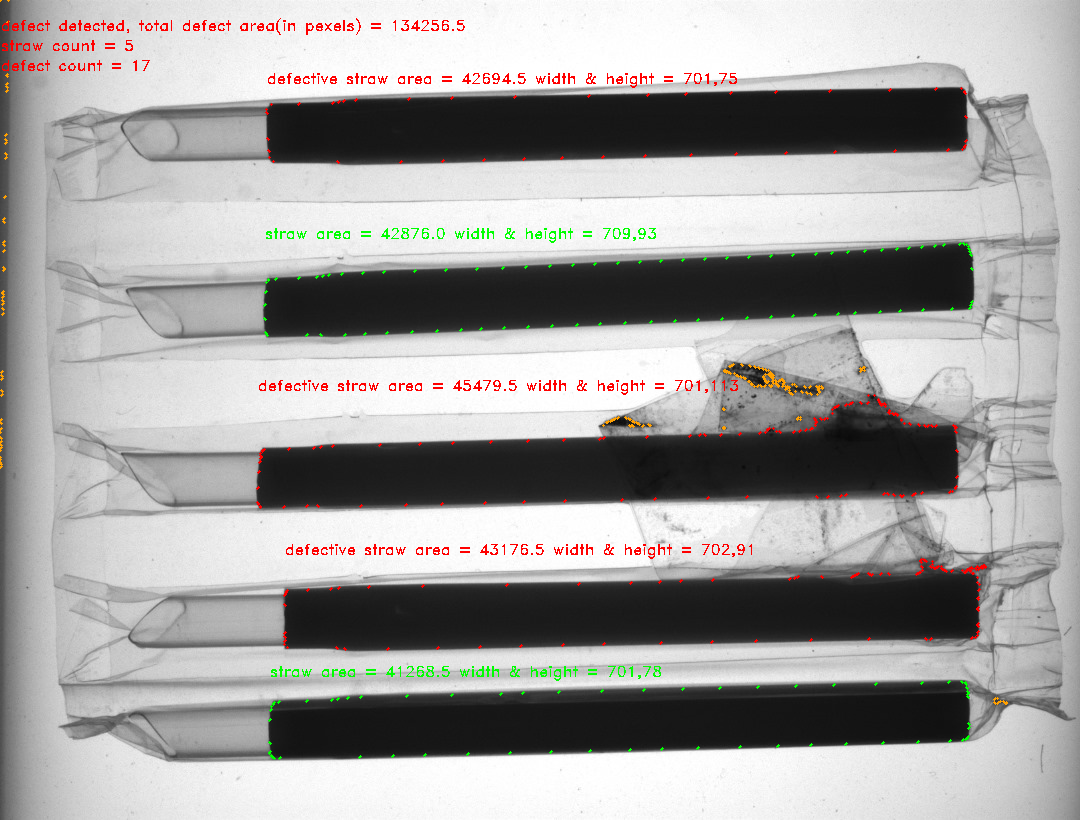 defect detected, total defect area(in pexels) = 134256.5
straw count = 5
defect count = 17
defective straw area = 42694.5 width & height = 701,75
straw area = 42876.0 width & height = 709,93
defective straw area = 45479.5 width & height = 701,113
defective straw area = 43176.5 width & height = 702,91
straw area = 41268.5 width & height = 701,78